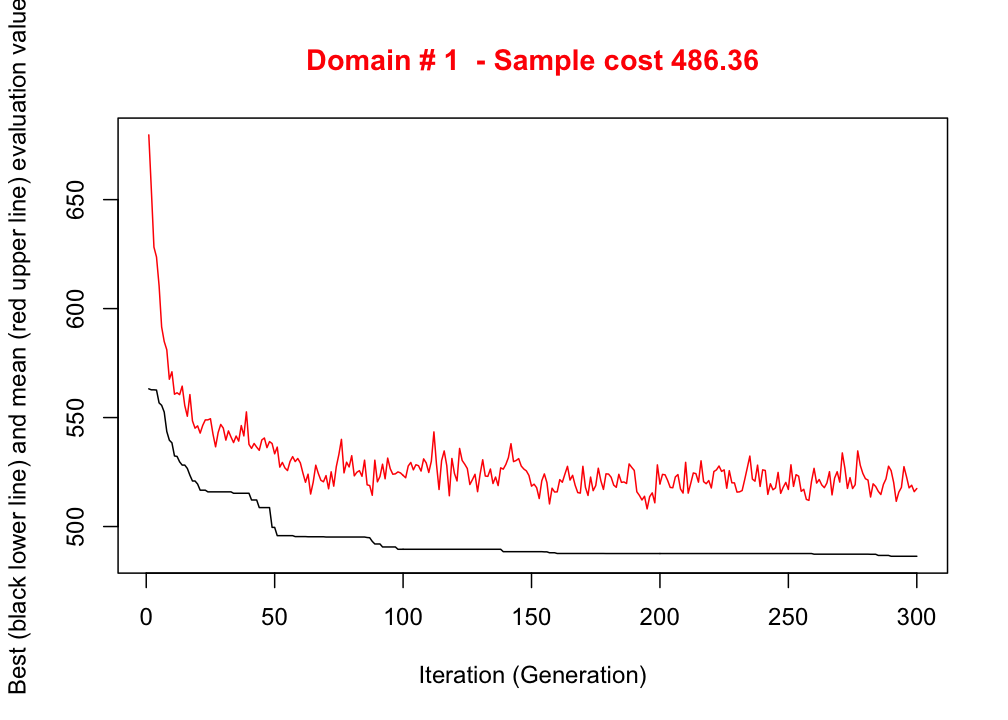 Domain # 1  - Sample cost 486.36
Best (black lower line) and mean (red upper line) evaluation value
650
600
550
500
0 50 100 150 200 250 300
Iteration (Generation)